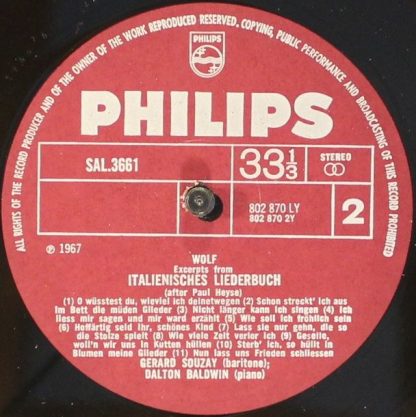 ALL RIGHTS OF THE RECORD PRODUCER AND OF THE OWNER OF THE WORK REPRODUCED RESERVED. COPYING, PUBLIC PERFORMANCE AND BROADCASTING OF THIS RECORD PROHIBITED
PHILIPS
PHILIPS
SAL.3661
33 1/3
STEREO
802 870 LY
802 870 2Y
2
℗ 1967
WOLF
Excerpts from
ITALIENISCHES LIEDERBUCH
(after Paul Heyse)
(1) O wüsstest du, wieviel ich deinetwegen (2) Schon streckt' ich aus
im Bett die müden Glieder (3) Nicht länger kann ich singen (4) Ich
liess mir sagen und mir ward erzählt (5) Wie soll ich fröhlich sein
(6) Hoffärtig seid Ihr, schönes Kind (7) Lass sie nur gehn, die so
die Stolze spielt (8) Wie viele Zeit verlor ich (9) Geselle,
woll'n wir uns in Kutten hüllen (10) Sterb' ich, so hüllt in
Blumen meine Glieder (11) Nun lass uns Frieden schliessen
GERARD SOUZAY (baritone);
DALTON BALDWIN (piano)